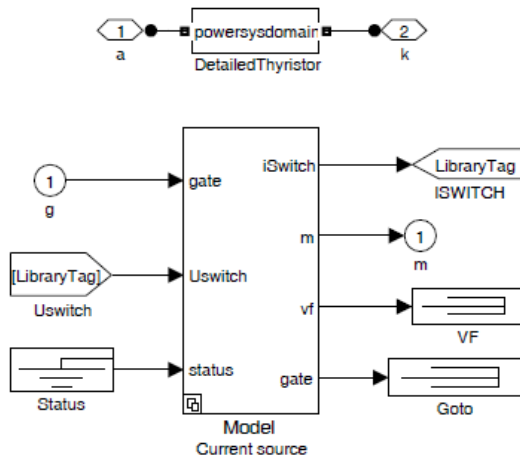 1
powersysdomain
2
a
DetailedThyristor
k
1
g
gate
iSwitch
LibraryTag
ISWITCH
m
1
m
[LibraryTag]
Uswitch
Uswitch
vf
VF
status
Status
gate
Goto
Model
Current source